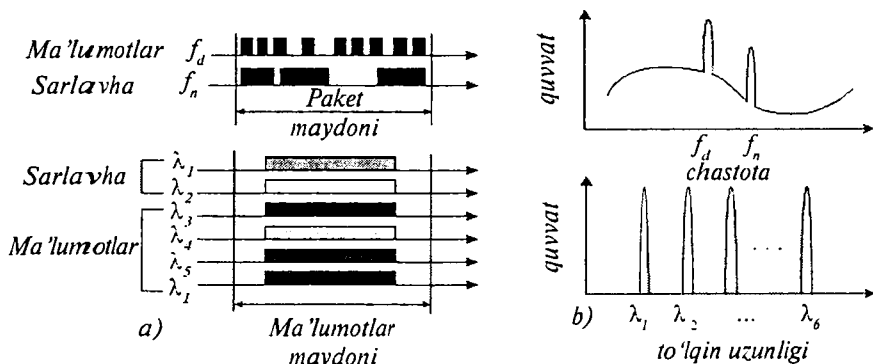 Ma'lumotlar f_d
Sarlavha f_n
Paket
maydoni
Sarlavha
λ_1
λ_2
λ_3
Ma'lumotlar
λ_4
λ_5
λ_1
a)
Ma'lumotlar
maydoni
quvvat
f_d f_n
chastota
quvvat
...
b) λ_1 λ_2 ... λ_6
to'lqin uzunligi